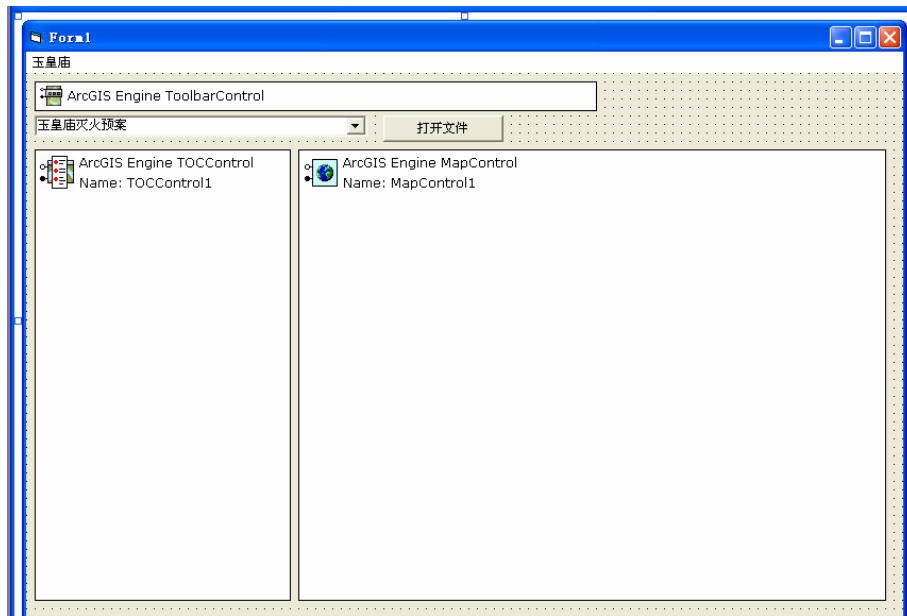 Form1
玉皇庙
ArcGIS Engine ToolbarControl
玉皇庙灭火预案
打开文件
ArcGIS Engine TOCControl
Name: TOCControl1
ArcGIS Engine MapControl
Name: MapControl1